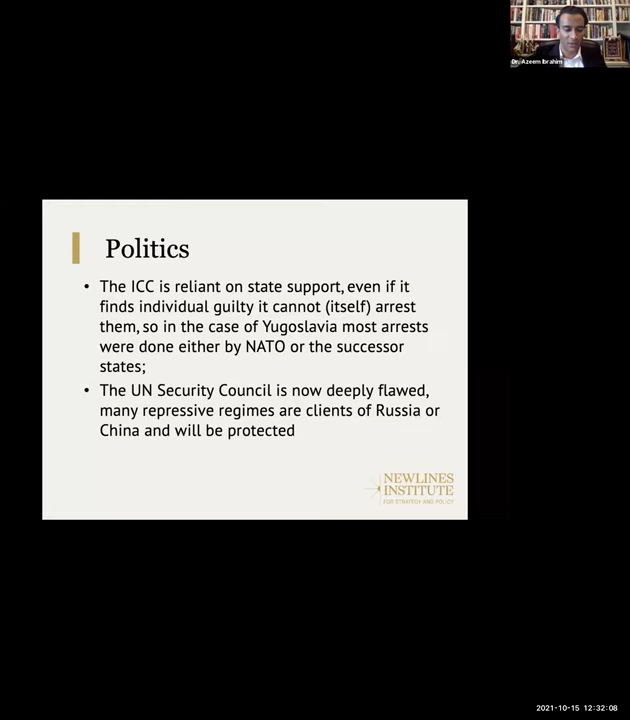 Dr. Azeem Ibrahim
Politics
• The ICC is reliant on state support, even if it
finds individual guilty it cannot (itself) arrest
them, so in the case of Yugoslavia most arrests
were done either by NATO or the successor
states;
• The UN Security Council is now deeply flawed,
many repressive regimes are clients of Russia or
China and will be protected
NEWLINES
INSTITUTE
FOR STRATEGY AND POLICY
2021-10-15 12:32:08